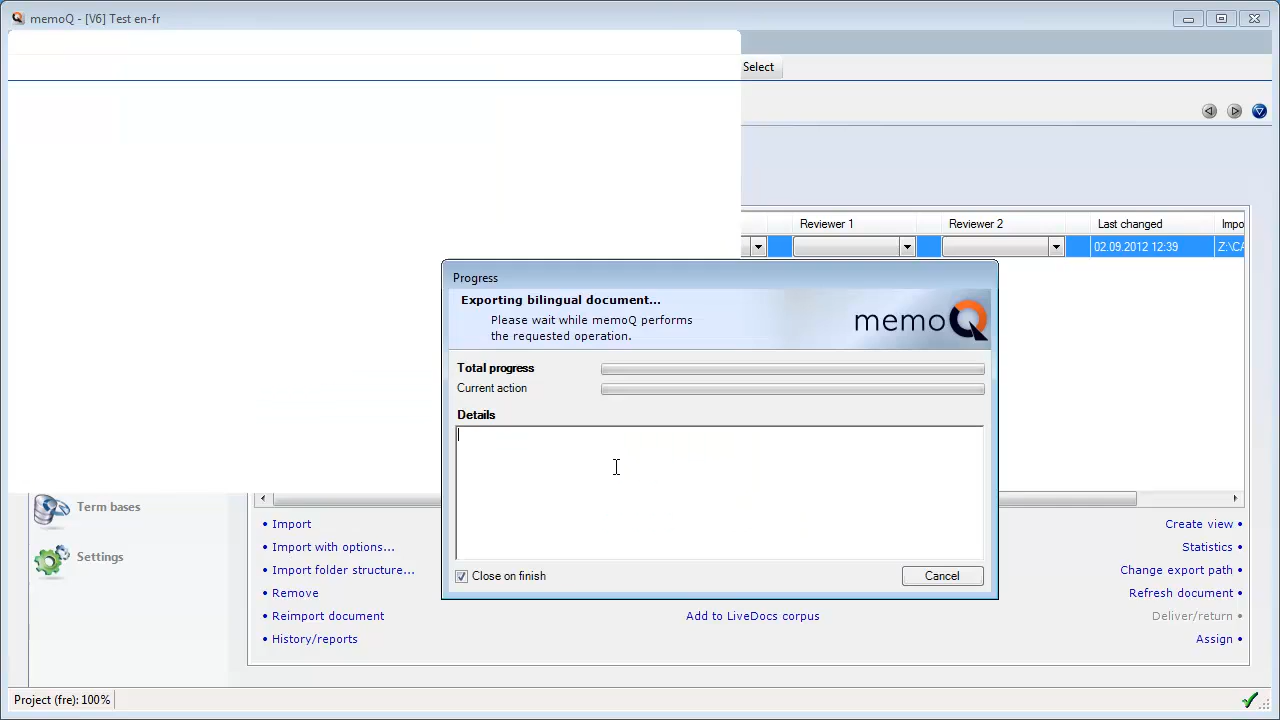 memoQ - [V6] Test en-fr
Select
Reviewer 1
Reviewer 2
Last changed
Impo
02.09.2012 12:39
Z:\CA
Progress
Exporting bilingual document...
Please wait while memoQ performs
the requested operation.
memoQ
Total progress
Current action
Details
Close on finish
Cancel
Term bases
Settings
Import
Import with options...
Import folder structure...
Remove
Reimport document
History/reports
Add to LiveDocs corpus
Create view
Statistics
Change export path
Refresh document
Deliver/return
Assign
Project (fre): 100%